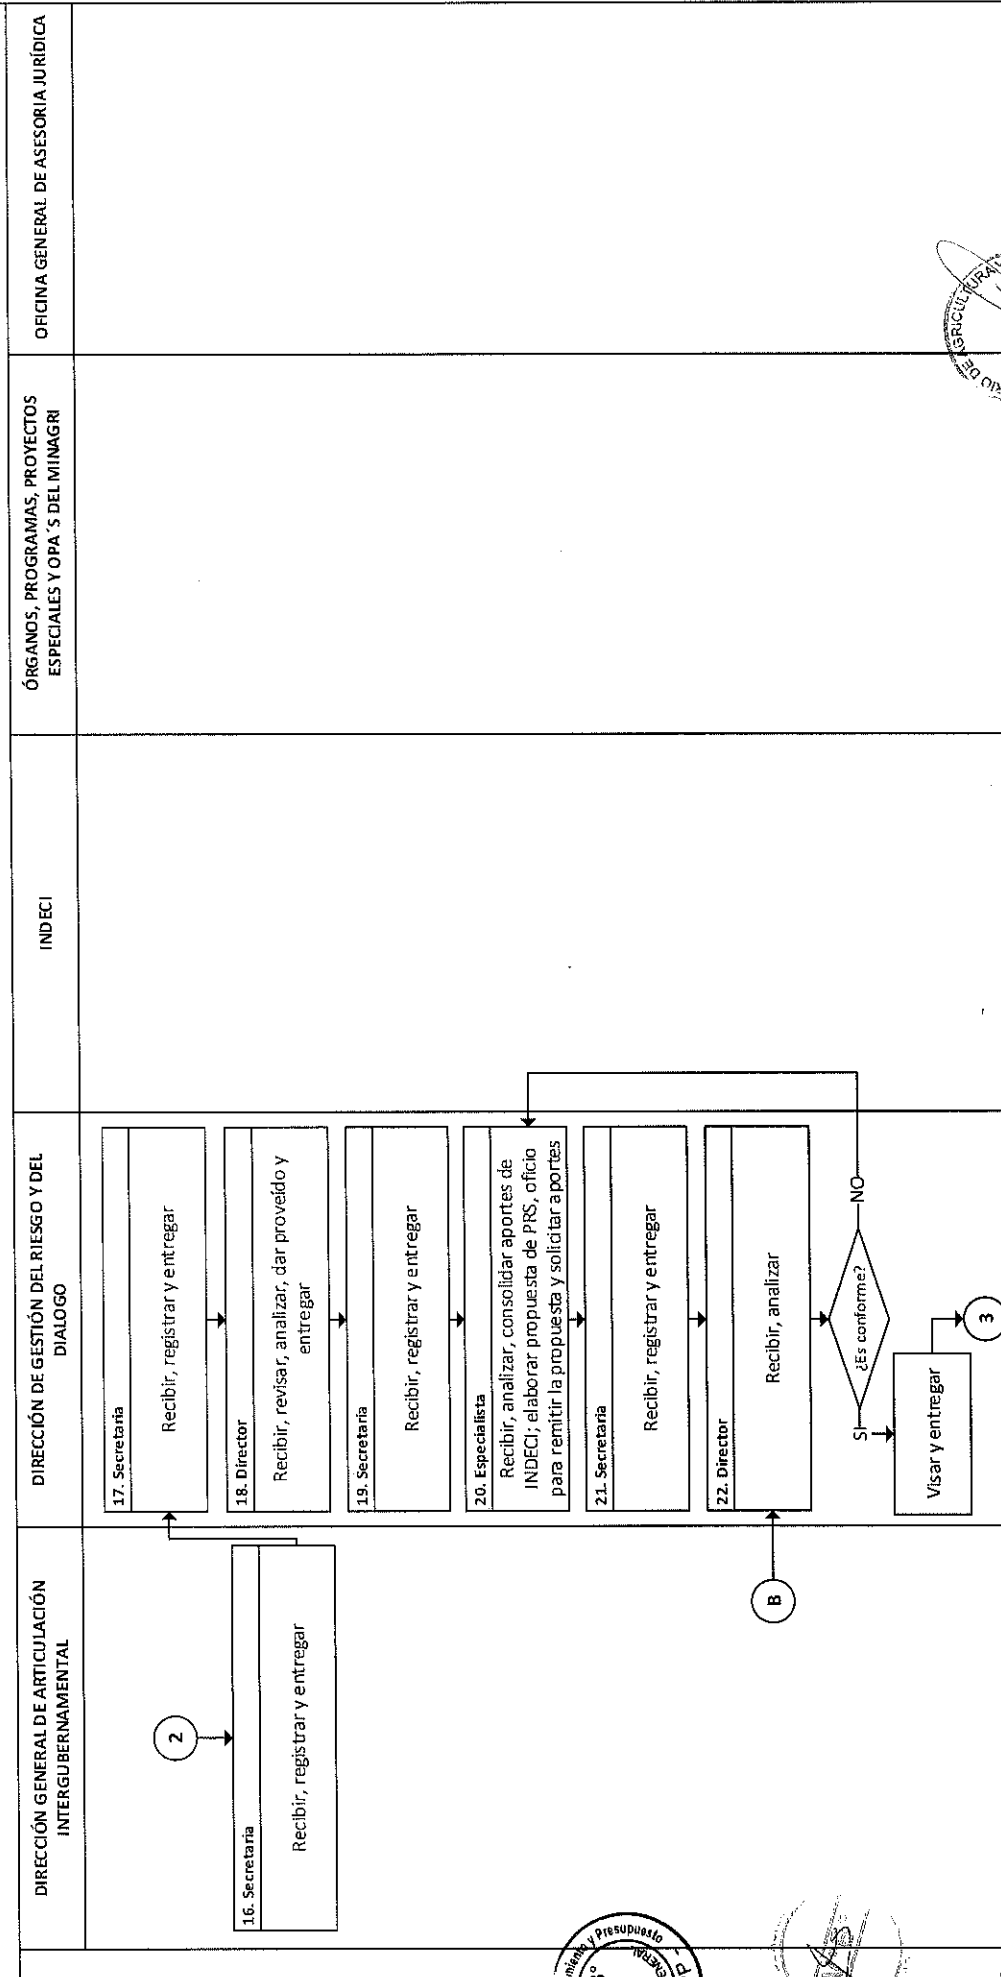 DIRECCIÓN GENERAL DE ARTICULACIÓN
INTERGUBERNAMENTAL
DIRECCIÓN DE GESTIÓN DEL RIESGO Y DEL
DIALOGO
INDECI
ÓRGANOS, PROGRAMAS, PROYECTOS
ESPECIALES Y OPA´S DEL MINAGRI
OFICINA GENERAL DE ASESORIA JURÍDICA
2
16. Secretaria
Recibir, registrar y entregar
17. Secretaria
Recibir, registrar y entregar
18. Director
Recibir, revisar, analizar, dar proveído y
entregar
19. Secretaria
Recibir, registrar y entregar
20. Especialista
Recibir, analizar, consolidar aportes de
INDECI; elaborar propuesta de PRS, oficio
para remitir la propuesta y solicitar aportes
21. Secretaria
Recibir, registrar y entregar
B
22. Director
Recibir, analizar
¿Es conforme?
NO
SI
Visar y entregar
3
y Presupuesto
DE AGRICULTURA